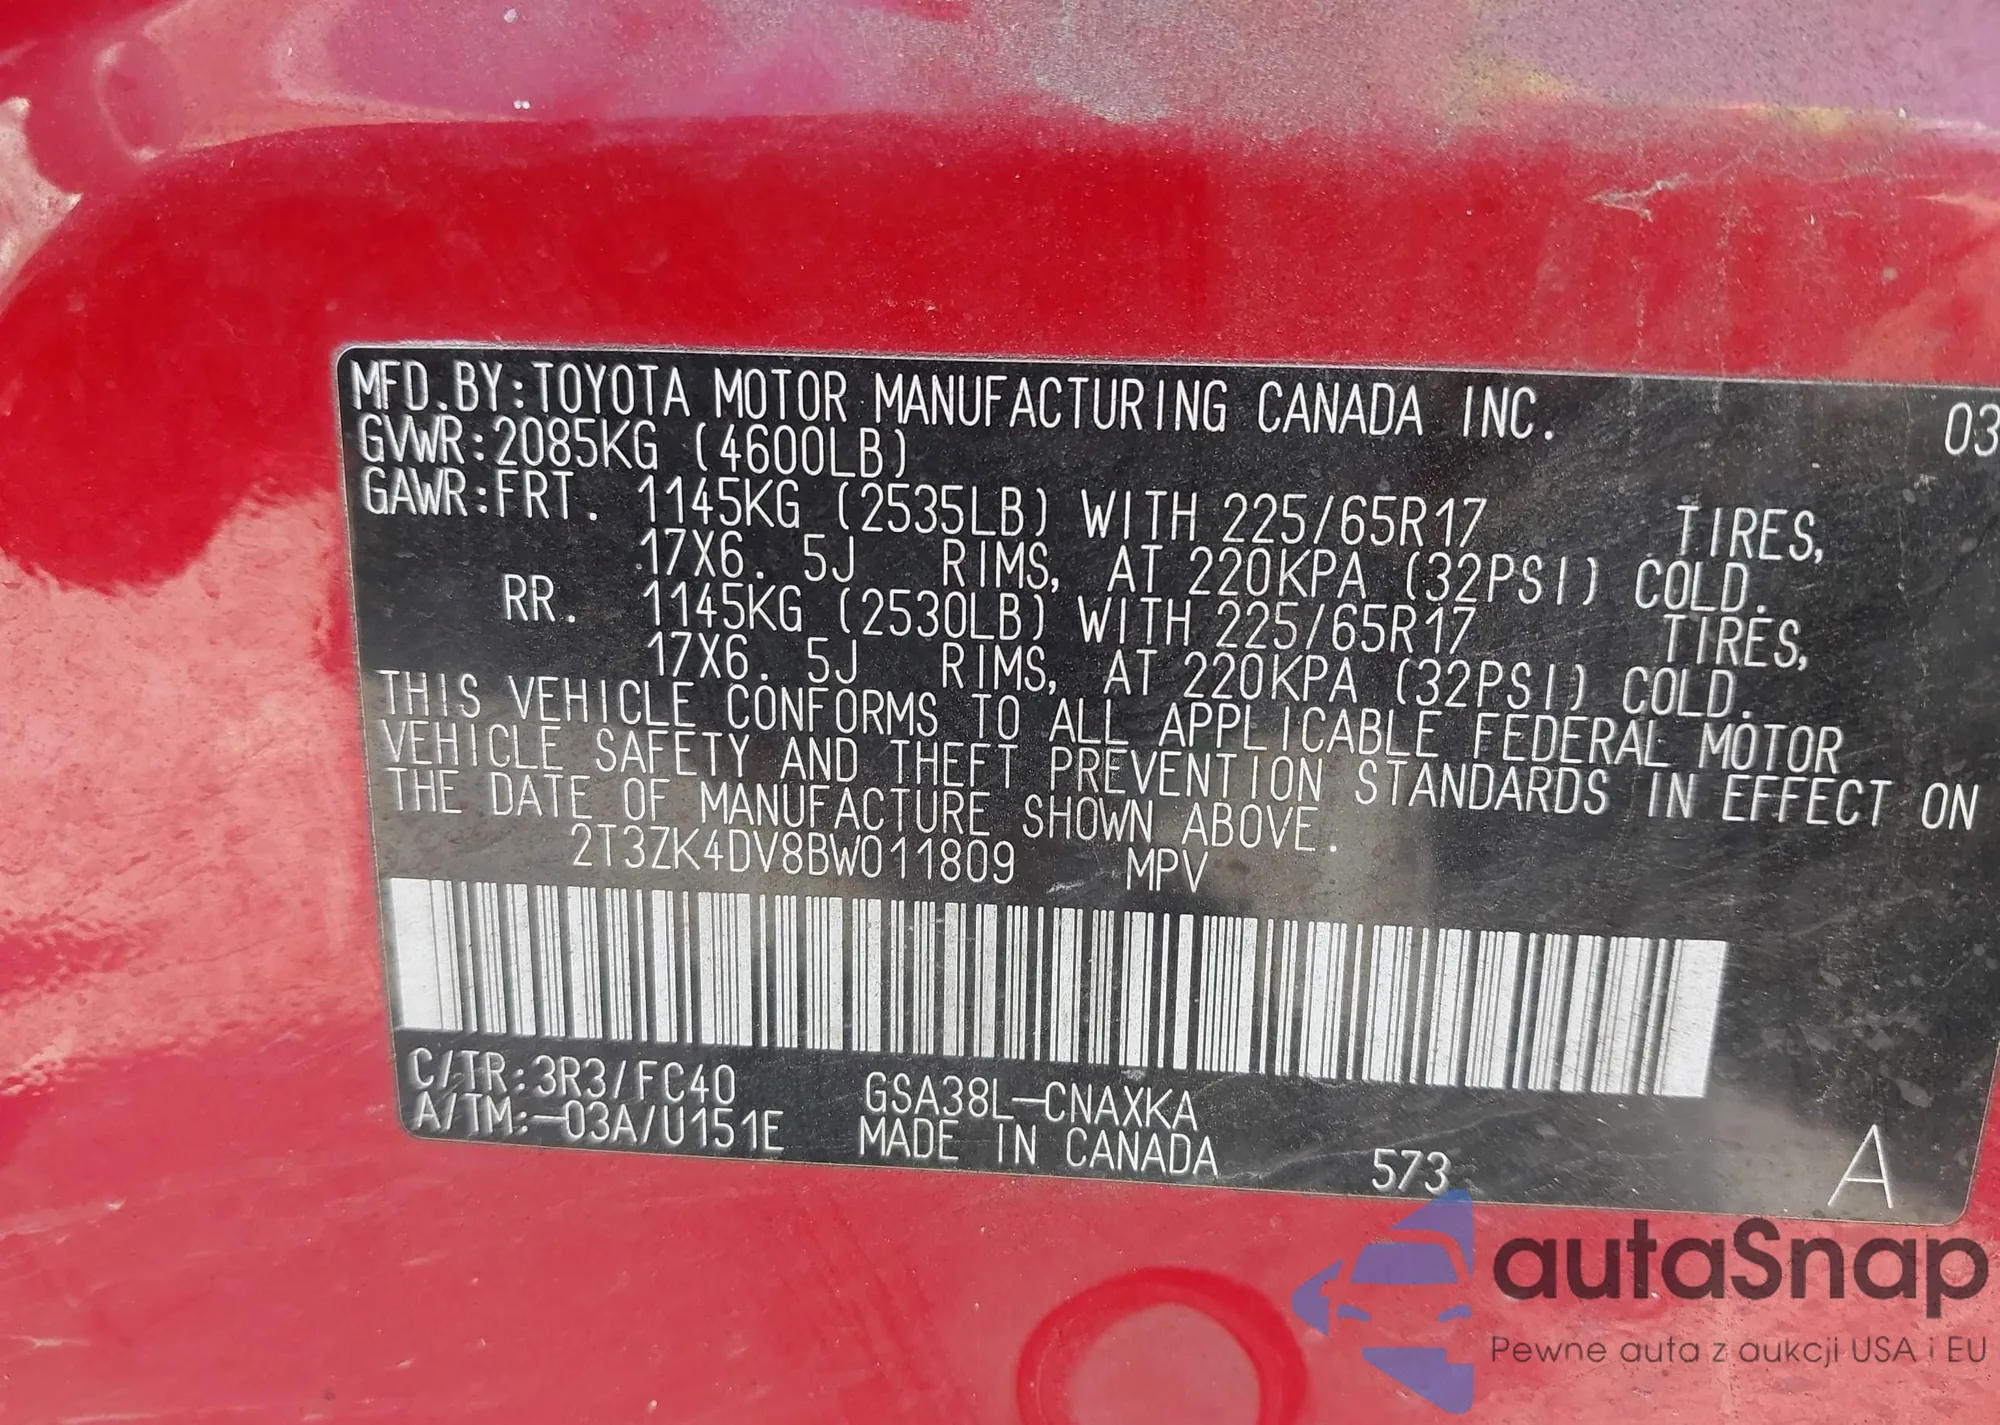 MFD.BY:TOYOTA MOTOR MANUFACTURING CANADA INC. 03
GVWR:2085KG (4600LB)
GAWR:FRT. 1145KG (2535LB) WITH 225/65R17 TIRES,
17X6.5J RIMS, AT 220KPA (32PSI) COLD.
RR. 1145KG (2530LB) WITH 225/65R17 TIRES,
17X6.5J RIMS, AT 220KPA (32PSI) COLD.
THIS VEHICLE CONFORMS TO ALL APPLICABLE FEDERAL MOTOR
VEHICLE SAFETY AND THEFT PREVENTION STANDARDS IN EFFECT ON
THE DATE OF MANUFACTURE SHOWN ABOVE.
2T3ZK4DV8BW011809 MPV
C/TR:3R3/FC40 GSA38L-CNAXKA
A/TM:-03A/U151E MADE IN CANADA 573 A
autaSnap
Pewne auta z aukcji USA i EU